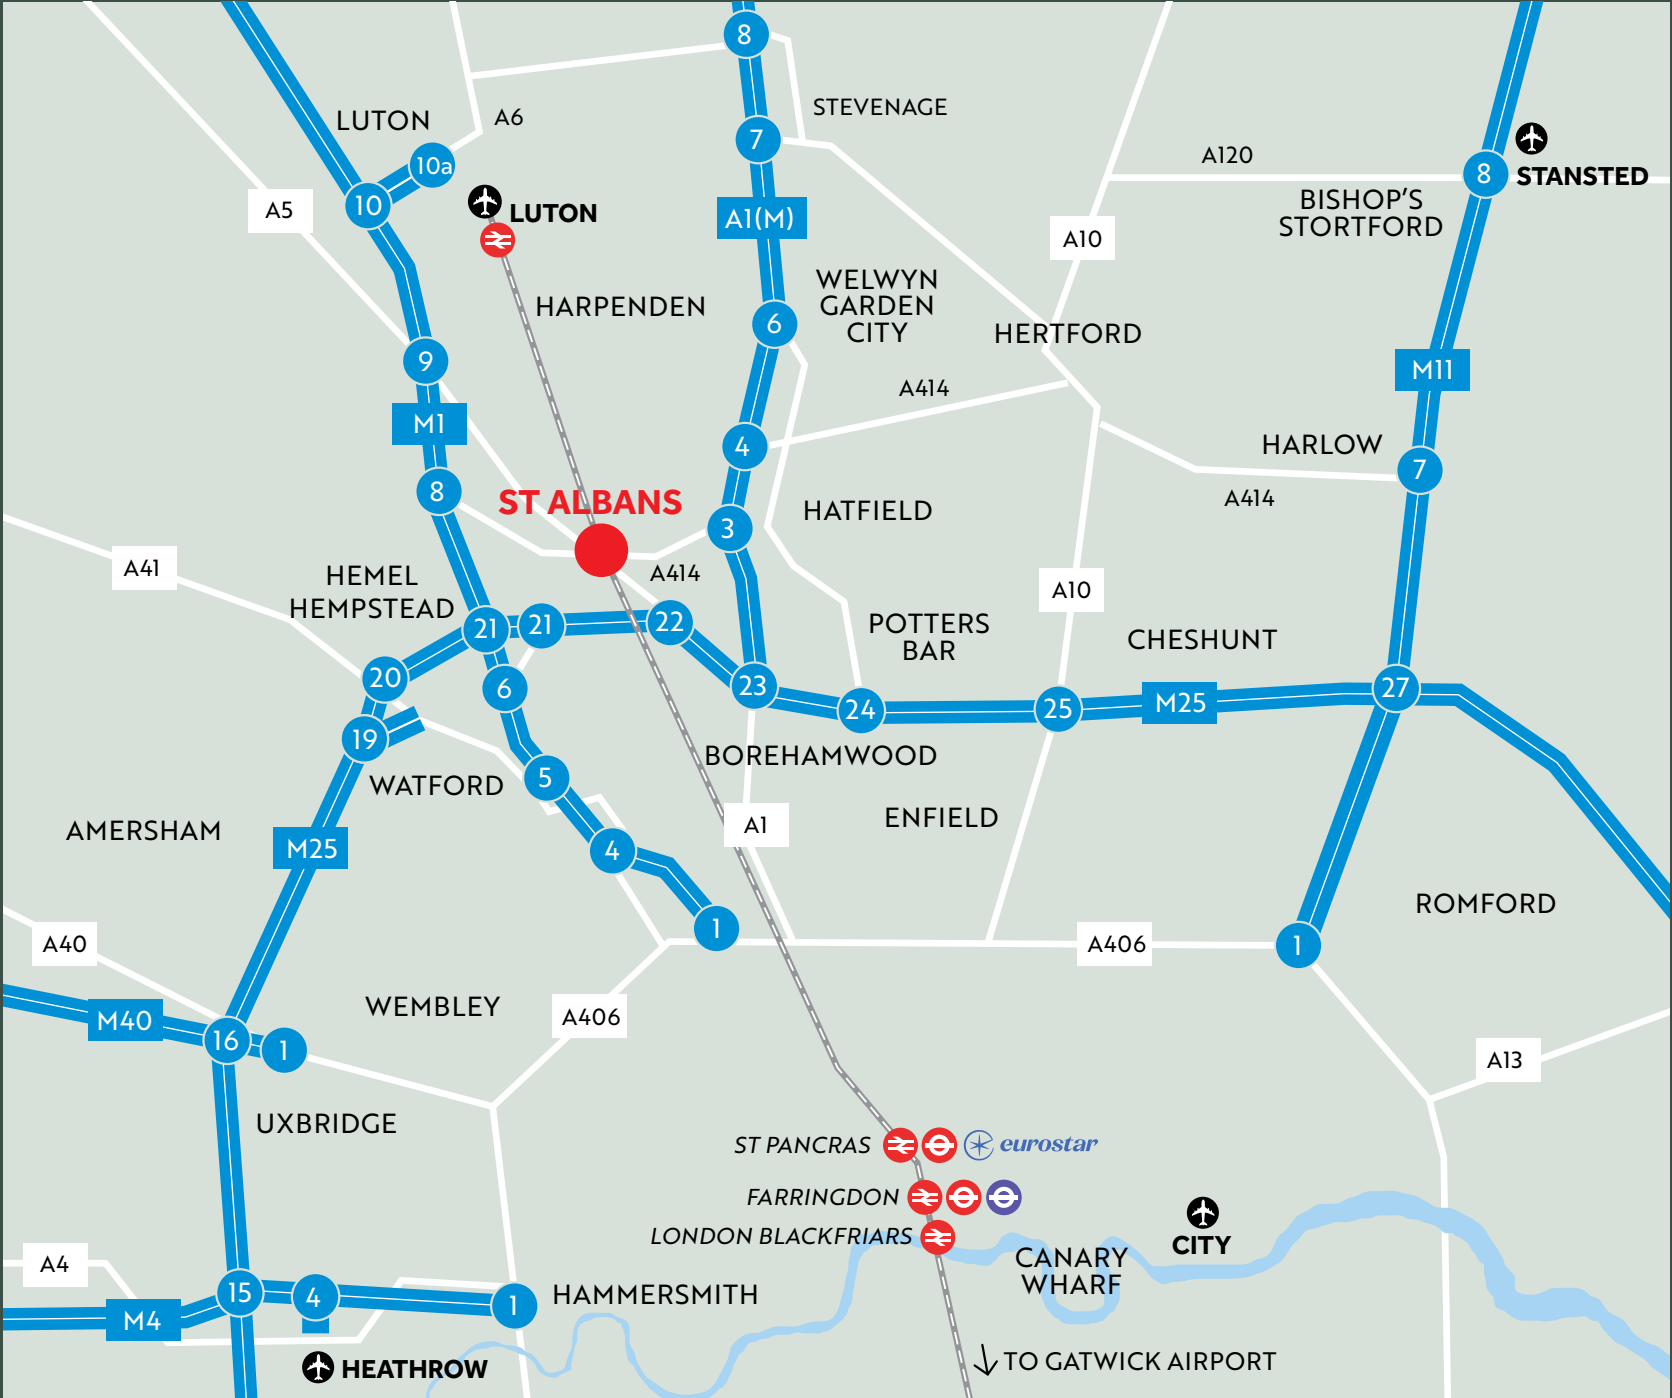 8
STEVENAGE
LUTON
A6
7
A120
10a
8
STANSTED
10
A5
LUTON
A1(M)
BISHOP'S
STORTFORD
A10
WELWYN
GARDEN
CITY
HARPENDEN
6
HERTFORD
9
M11
A414
M1
4
HARLOW
7
A414
8
ST ALBANS
3
HATFIELD
A41
A414
HEMEL
HEMPSTEAD
A10
21
21
22
POTTERS
BAR
CHESHUNT
20
6
23
24
25
M25
27
19
BOREHAMWOOD
WATFORD
5
AMERSHAM
A1
ENFIELD
M25
4
ROMFORD
1
A40
A406
1
WEMBLEY
A406
M40
16
1
A13
UXBRIDGE
ST PANCRAS
eurostar
FARRINGDON
LONDON BLACKFRIARS
CITY
CANARY
WHARF
A4
15
4
1
HAMMERSMITH
M4
HEATHROW
TO GATWICK AIRPORT